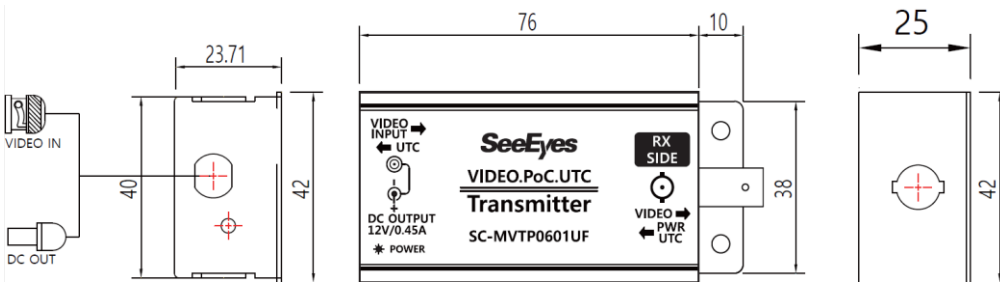 23.71
VIDEO IN
DC OUT
40
42
76
10
VIDEO
INPUT
UTC
-
+
DC OUTPUT
12V/0.45A
POWER
SeeEyes
VIDEO.PoC.UTC
Transmitter
SC-MVTP0601UF
RX
SIDE
VIDEO
PWR
UTC
38
25
42